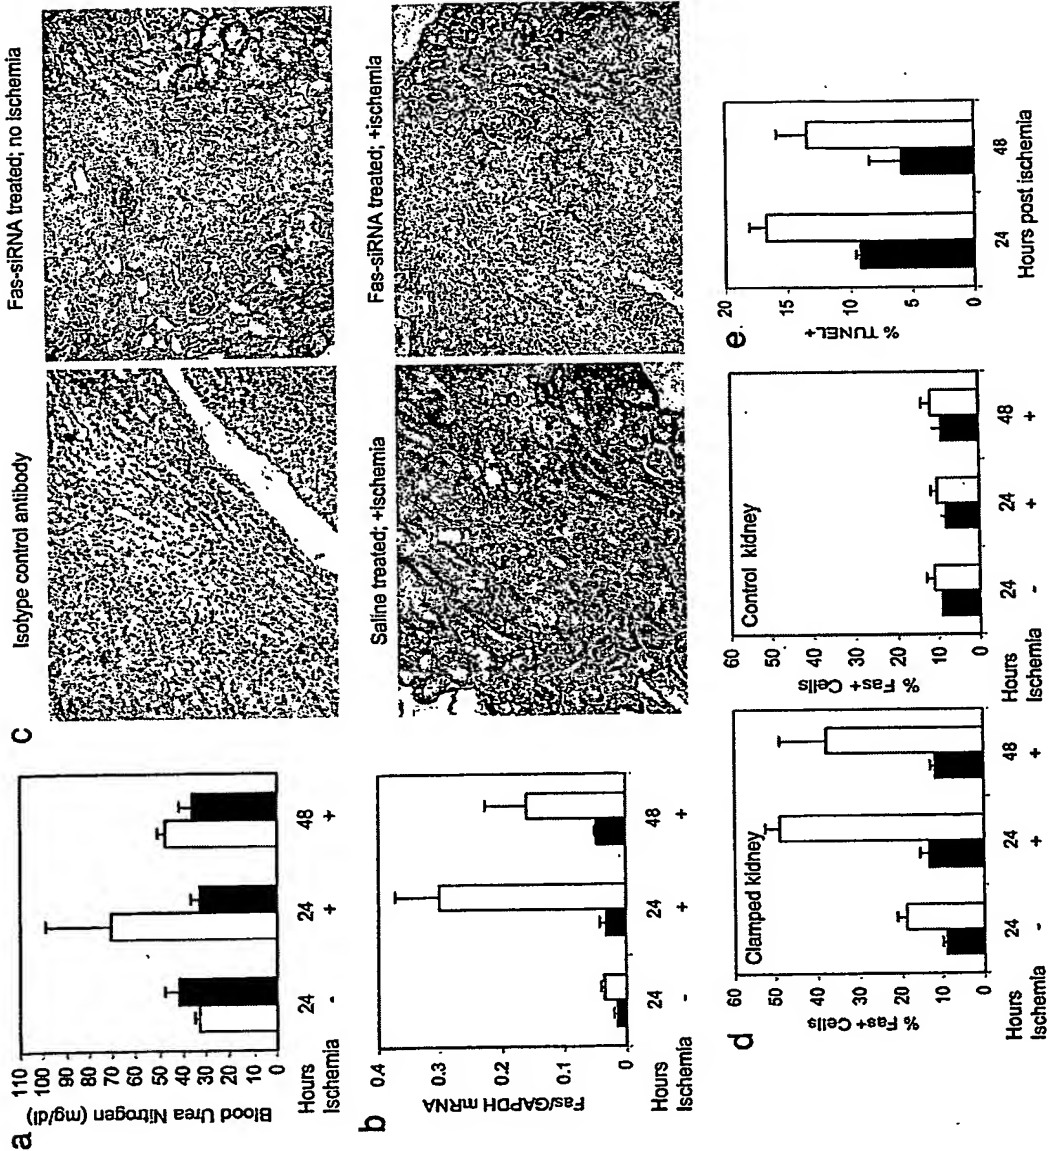 a
Blood Urea Nitrogen (mg/dl)
110
100
90
80
70
60
50
40
30
20
10
0
Hours 24 24 48
Ischemia - + +
b
Fas/GAPDH mRNA
0.4
0.3
0.2
0.1
0
Hours 24 24 48
Ischemia - + +
c
Isotype control antibody
Fas-siRNA treated; no ischemia
Saline treated; +Ischemia
Fas-siRNA treated; +ischemia
d
Clamped kidney
% Fas+ Cells
60
50
40
30
20
10
0
Hours 24 24 48
Ischemia - + +
Control kidney
% Fas+ Cells
60
50
40
30
20
10
0
Hours 24 24 48
Ischemia - + +
e.
% TUNEL+
20
15
10
5
0
24 48
Hours post ischemia